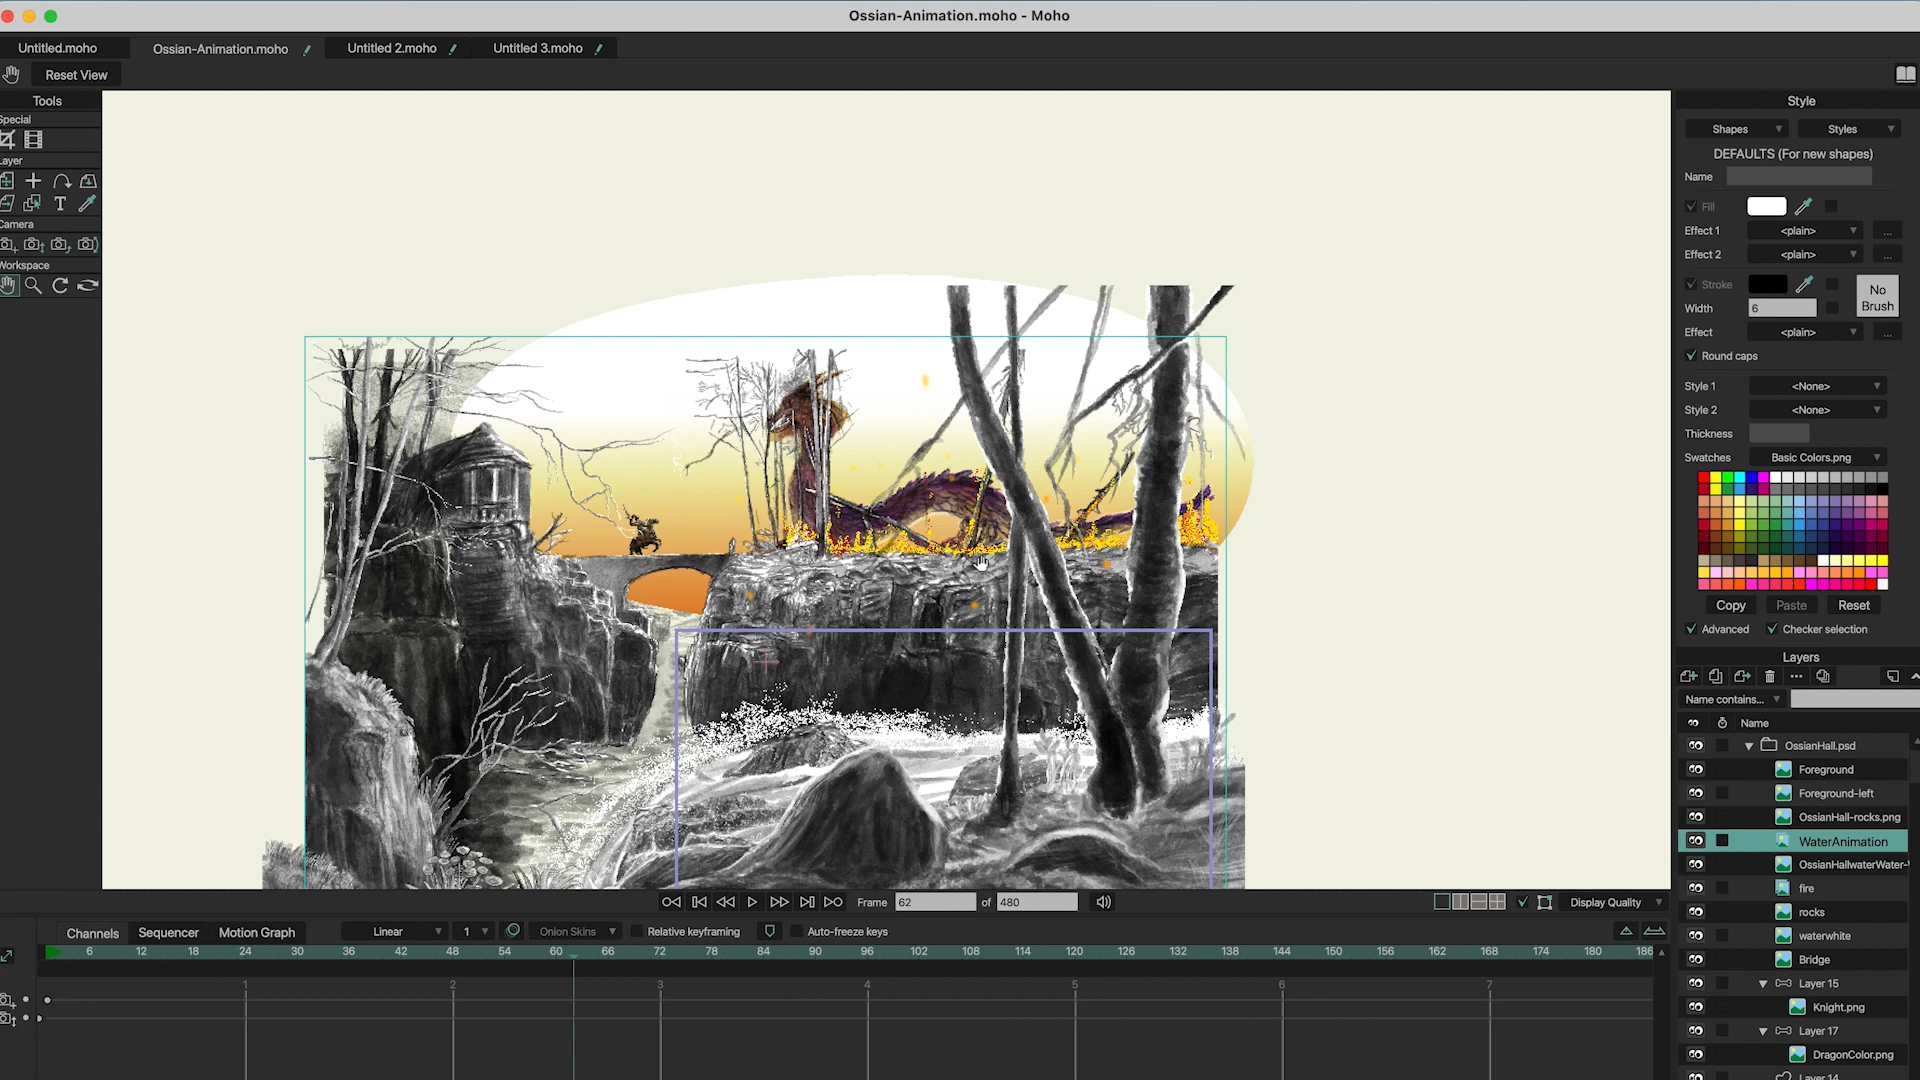 Ossian-Animation.moho - Moho
Untitled.moho Ossian-Animation.moho Untitled 2.moho Untitled 3.moho
Reset View
Tools
Special
Layer
Camera
Workspace
Style
Shapes Styles
DEFAULTS (For new shapes)
Name
Fill
Effect 1 <plain> ...
Effect 2 <plain> ...
Stroke
No Brush
Width 6
Effect <plain> ...
Round caps
Style 1 <None>
Style 2 <None>
Thickness
Swatches Basic Colors.png
Copy Paste Reset
Advanced Checker selection
Layers
Name contains...
Name
OssianHall.psd
Foreground
Foreground-left
OssianHall-rocks.png
WaterAnimation
OssianHallwaterWater-
fire
rocks
waterwhite
Bridge
Layer 15
Knight.png
Layer 17
DragonColor.png
Layer 14
Frame 62 of 480 Display Quality
Channels Sequencer Motion Graph Linear 1 Onion Skins Relative keyframing Auto-freeze keys
6 12 18 24 30 36 42 48 54 60 66 72 78 84 90 96 102 108 114 120 126 132 138 144 150 156 162 168 174 180 186
1 2 3 4 5 6 7